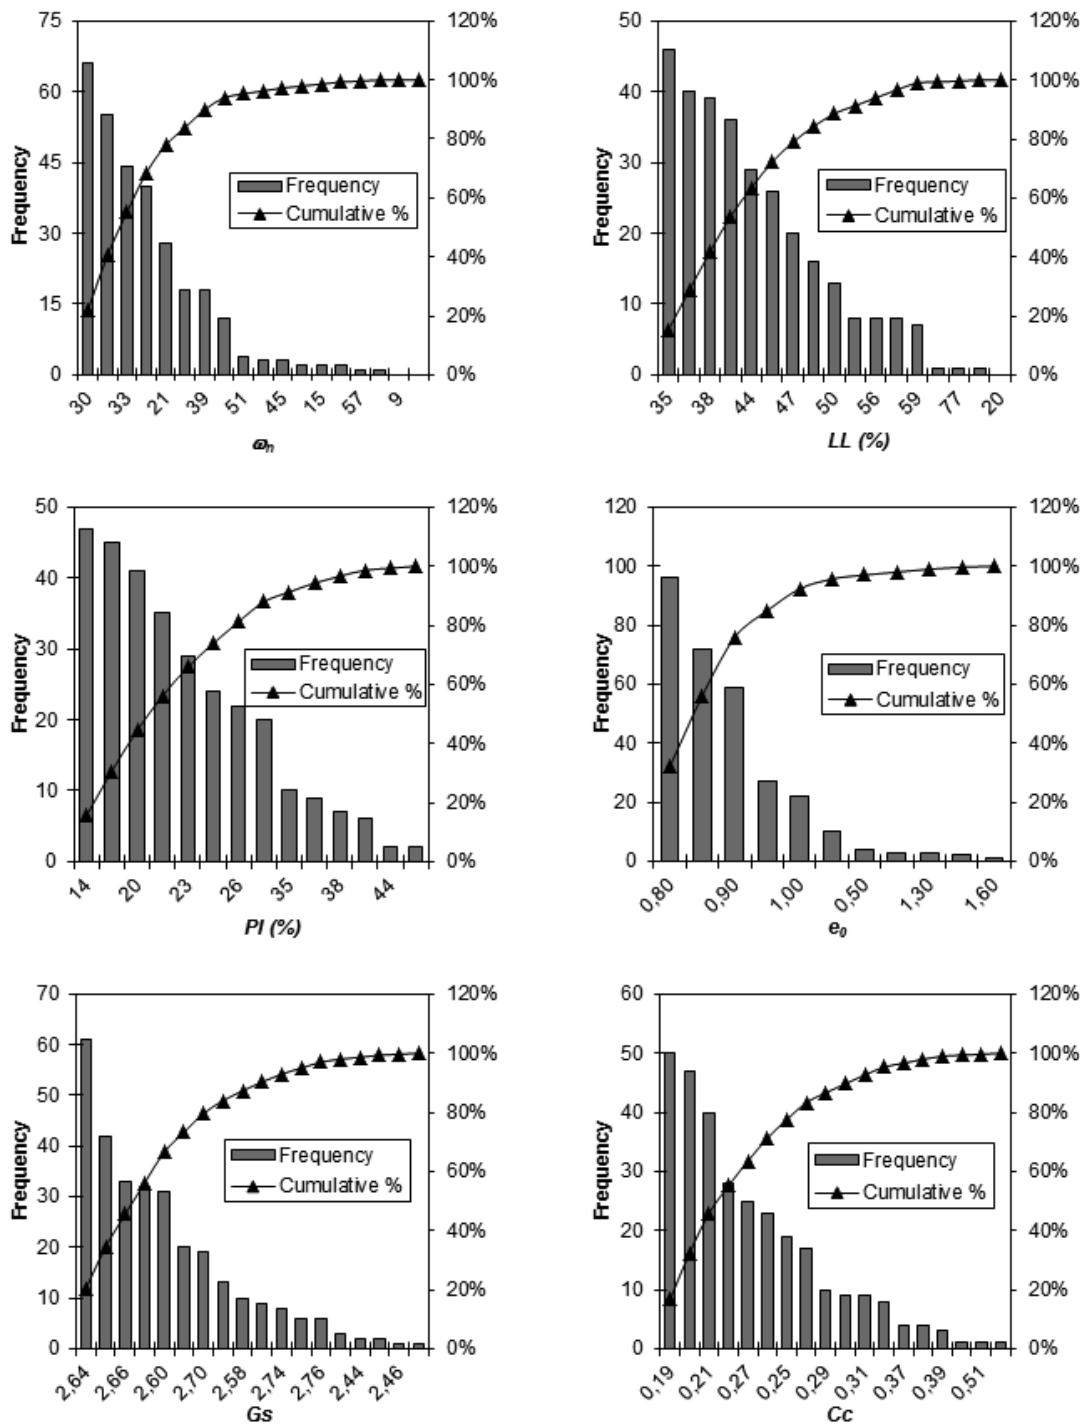 75
60
45
30
15
0
120%
100%
80%
60%
40%
20%
0%
Frequency
Frequency
Cumulative %
30 33 21 39 51 45 15 57 9
ωn
50
40
30
20
10
0
120%
100%
80%
60%
40%
20%
0%
Frequency
Frequency
Cumulative %
35 38 44 47 50 56 59 77 20
LL (%)
50
40
30
20
10
0
120%
100%
80%
60%
40%
20%
0%
Frequency
Frequency
Cumulative %
14 20 23 26 35 38 44
PI (%)
120
100
80
60
40
20
0
120%
100%
80%
60%
40%
20%
0%
Frequency
Frequency
Cumulative %
0,80 0,90 1,00 0,50 1,30 1,60
e0
70
60
50
40
30
20
10
0
120%
100%
80%
60%
40%
20%
0%
Frequency
Frequency
Cumulative %
2,64 2,66 2,60 2,70 2,58 2,74 2,76 2,44 2,46
Gs
60
50
40
30
20
10
0
120%
100%
80%
60%
40%
20%
0%
Frequency
Frequency
Cumulative %
0,19 0,21 0,27 0,25 0,29 0,31 0,37 0,39 0,51
Cc